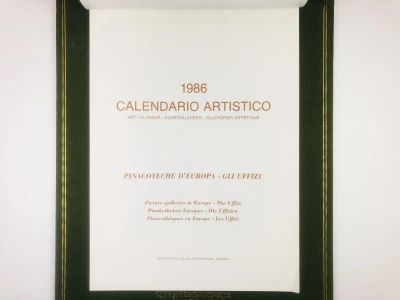 1986
CALENDARIO ARTISTICO
ART CALENDAR - KUNSTKALENDER - CALENDRIER ARTISTIQUE
PINACOTECHE D'EUROPA - GLI UFFIZI
Picture-galleries in Europe - The Uffizi
Pinakotheken Europas - Die Uffizien
Pinacothèques en Europe - Les Uffizi